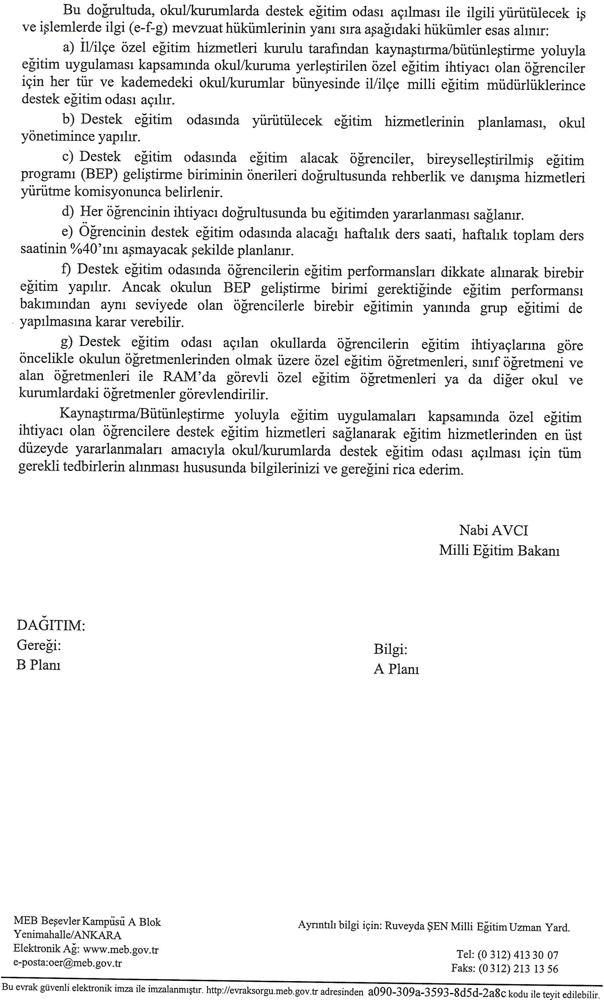 Bu doğrultuda, okul/kurumlarda destek eğitim odası açılması ile ilgili yürütülecek iş
ve işlemlerde ilgi (e-f-g) mevzuat hükümlerinin yanı sıra aşağıdaki hükümler esas alınır:
a) İl/ilçe özel eğitim hizmetleri kurulu tarafından kaynaştırma/bütünleştirme yoluyla
eğitim uygulaması kapsamında okul/kuruma yerleştirilen özel eğitim ihtiyacı olan öğrenciler
için her tür ve kademedeki okul/kurumlar bünyesinde il/ilçe milli eğitim müdürlüklerince
destek eğitim odası açılır.
b) Destek eğitim odasında yürütülecek eğitim hizmetlerinin planlaması, okul
yönetimince yapılır.
c) Destek eğitim odasında eğitim alacak öğrenciler, bireyselleştirilmiş eğitim
programı (BEP) geliştirme biriminin önerileri doğrultusunda rehberlik ve danışma hizmetleri
yürütme komisyonunca belirlenir.
d) Her öğrencinin ihtiyacı doğrultusunda bu eğitimden yararlanması sağlanır.
e) Öğrencinin destek eğitim odasında alacağı haftalık ders saati, haftalık toplam ders
saatinin %40’ını aşmayacak şekilde planlanır.
f) Destek eğitim odasında öğrencilerin eğitim performansları dikkate alınarak birebir
eğitim yapılır. Ancak okulun BEP geliştirme birimi gerektiğinde eğitim performansı
bakımından aynı seviyede olan öğrencilerle birebir eğitimin yanında grup eğitimi de
yapılmasına karar verebilir.
g) Destek eğitim odası açılan okullarda öğrencilerin eğitim ihtiyaçlarına göre
öncelikle okulun öğretmenlerinden olmak üzere özel eğitim öğretmenleri, sınıf öğretmeni ve
alan öğretmenleri ile RAM’da görevli özel eğitim öğretmenleri ya da diğer okul ve
kurumlardaki öğretmenler görevlendirilir.
Kaynaştırma/Bütünleştirme yoluyla eğitim uygulamaları kapsamında özel eğitim
ihtiyacı olan öğrencilere destek eğitim hizmetleri sağlanarak eğitim hizmetlerinden en üst
düzeyde yararlanmaları amacıyla okul/kurumlarda destek eğitim odası açılması için tüm
gerekli tedbirlerin alınması hususunda bilgilerinizi ve gereğini rica ederim.
Nabi AVCI
Milli Eğitim Bakanı
DAĞITIM:
Gereği:
B Planı
Bilgi:
A Planı
MEB Beşevler Kampüsü A Blok
Yenimahalle/ANKARA
Elektronik Ağ: www.meb.gov.tr
e-posta:oer@meb.gov.tr
Ayrıntılı bilgi için: Ruveyda ŞEN Milli Eğitim Uzman Yard.
Tel: (0 312) 413 30 07
Faks: (0 312) 213 13 56
Bu evrak güvenli elektronik imza ile imzalanmıştır. http://evraksorgu.meb.gov.tr adresinden a090-309a-3593-8d5d-2a8c kodu ile teyit edilebilir.